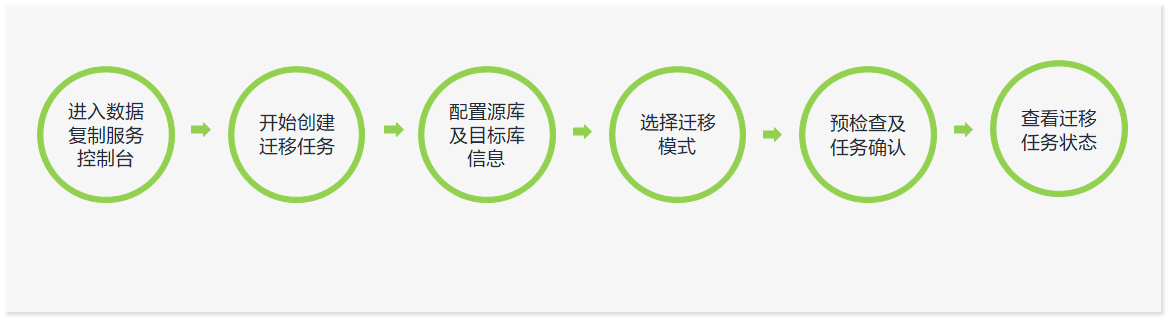 进入数据
复制服务
控制台
开始创建
迁移任务
配置源库
及目标库
信息
选择迁移
模式
预检查及
任务确认
查看迁移
任务状态